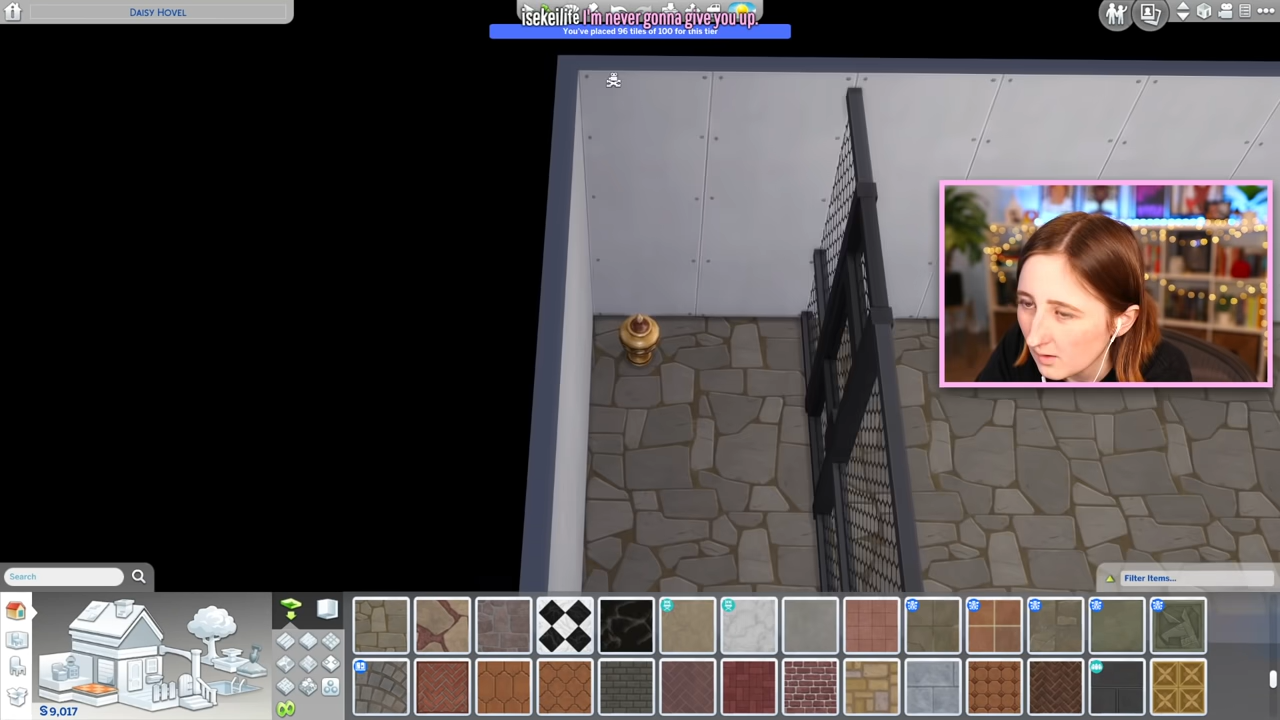 DAISY HOVEL
isekeilife I'm never gonna give you up.
You've placed 96 tiles of 100 for this tier
Search
Filter Items...
§9,017